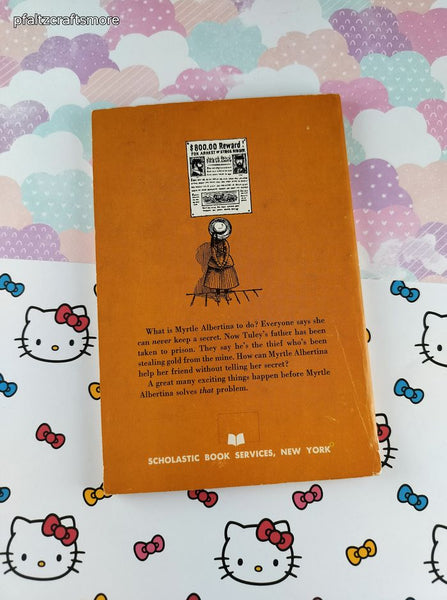 pfaltzcraftsmore
$800.00 Reward
What is Myrtle Albertina to do? Everyone says she
can never keep a secret. Now Tuley's father has been
taken to prison. They say he's the thief who's been
stealing gold from the mine. How can Myrtle Albertina
help her friend without telling her secret?
A great many exciting things happen before Myrtle
Albertina solves that problem.
SCHOLASTIC BOOK SERVICES, NEW YORK